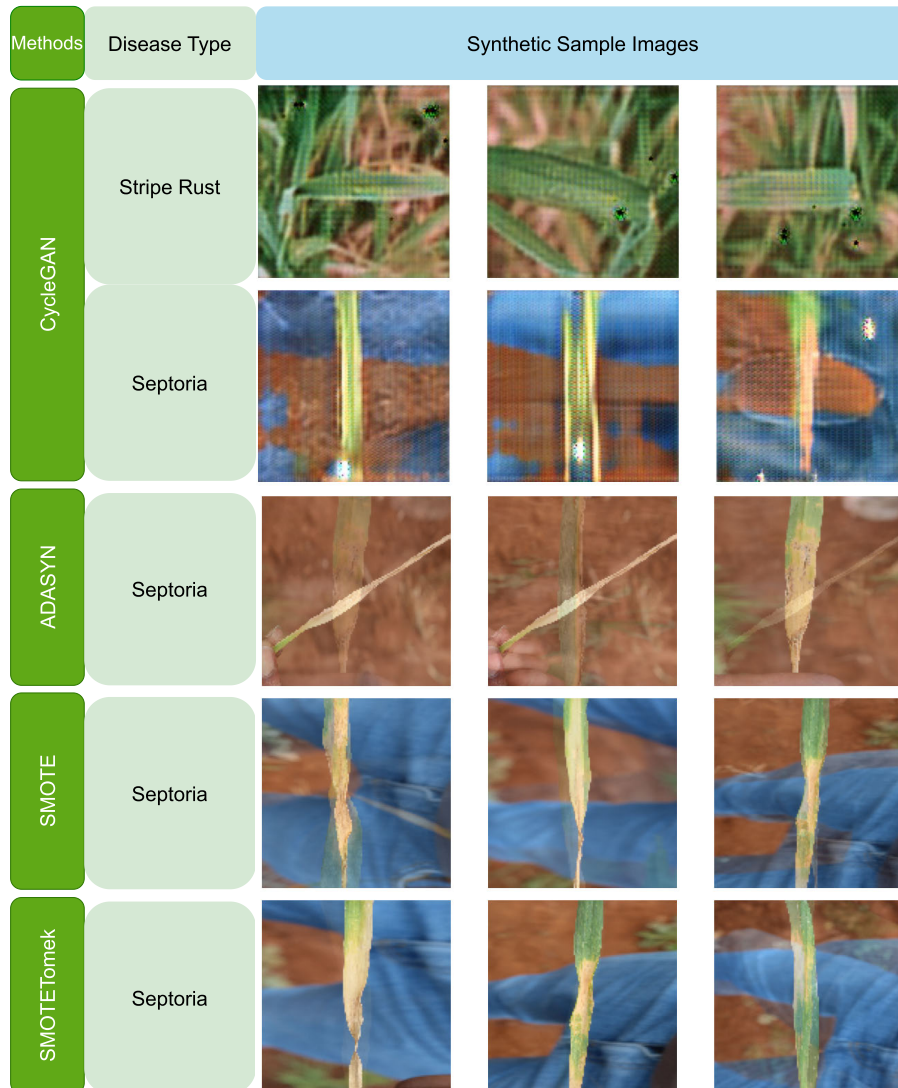 Methods
Disease Type
Synthetic Sample Images
CycleGAN
Stripe Rust
Septoria
ADASYN
Septoria
SMOTE
Septoria
SMOTETomek
Septoria